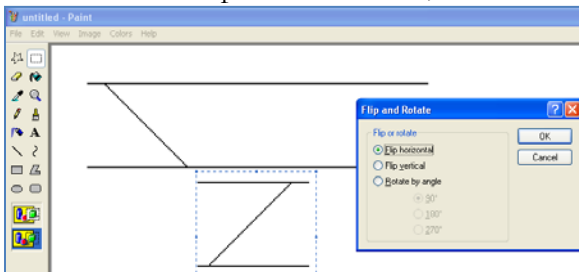 untitled - Paint
File Edit View Image Colors Help
A
Flip and Rotate
Flip or rotate
Flip horizontal
Flip vertical
Rotate by angle
90°
100°
270°
OK
Cancel